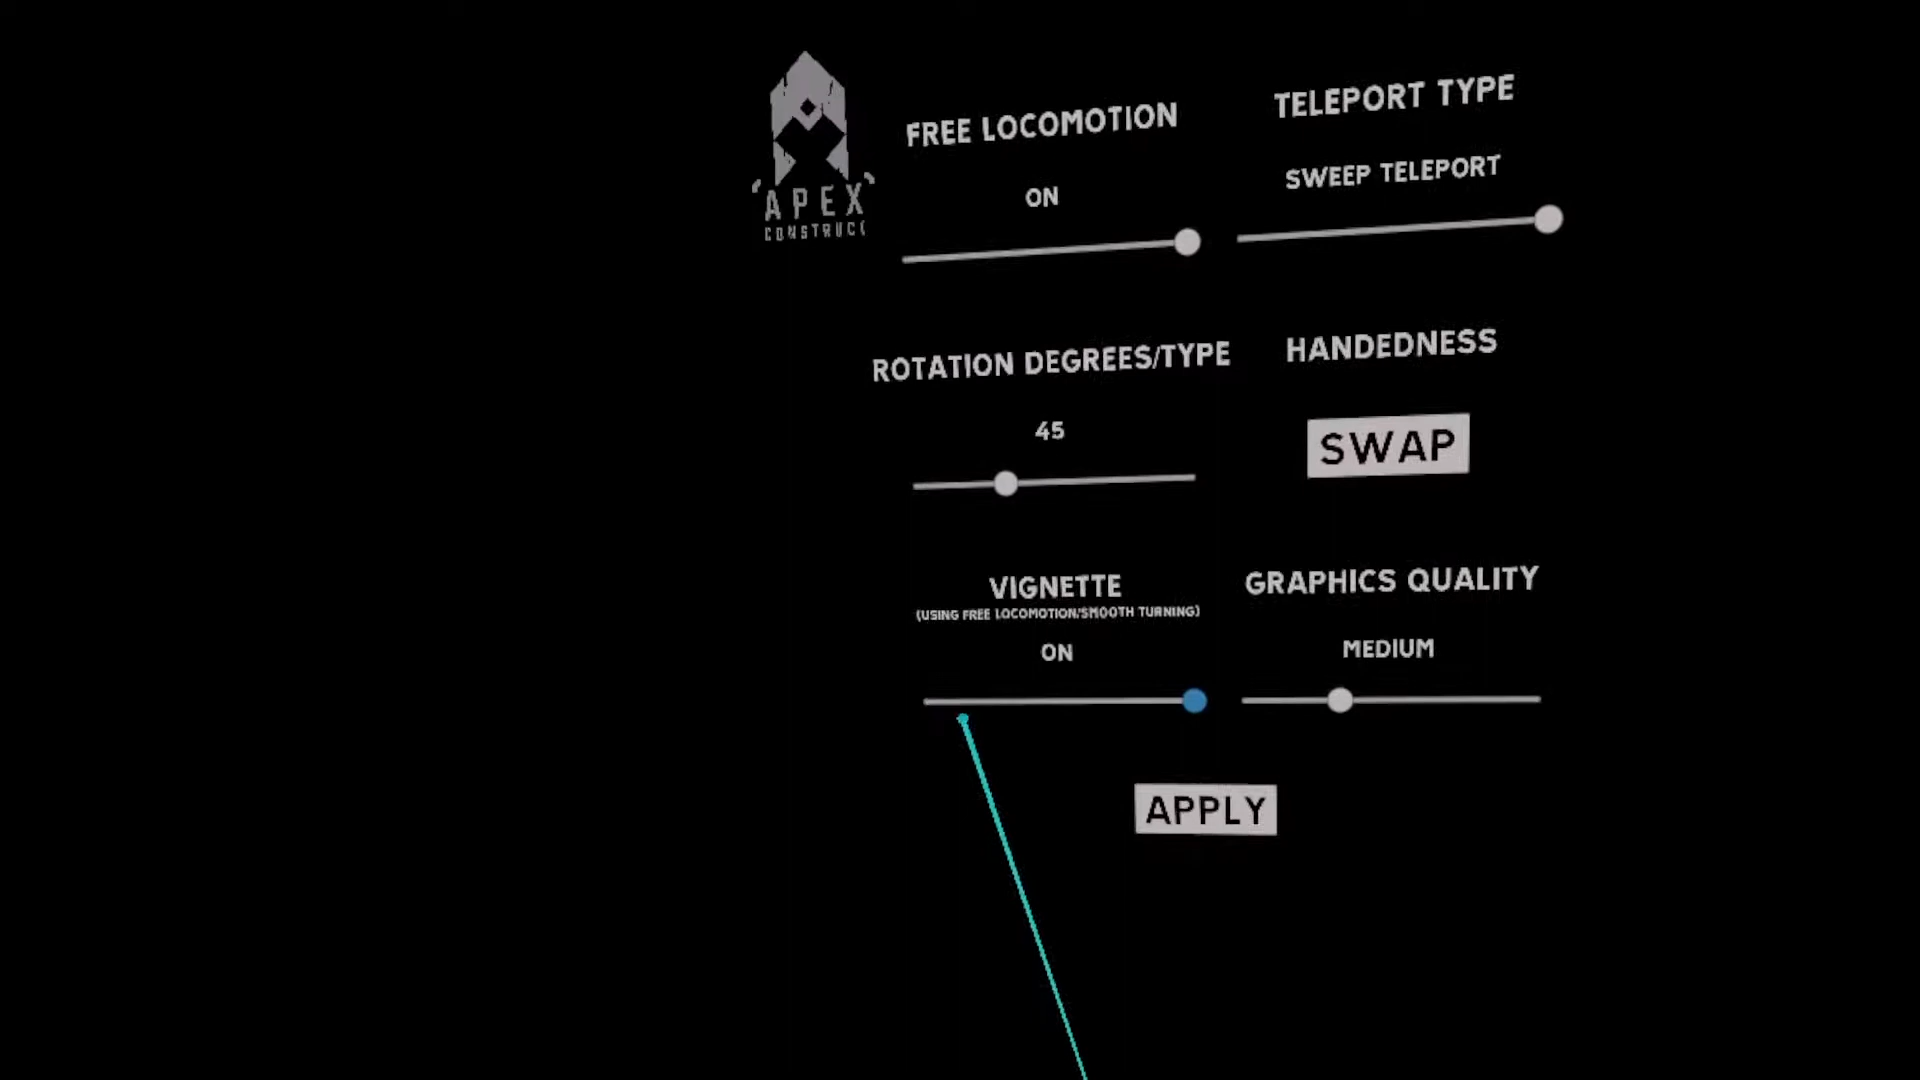 APEX
CONSTRUC
FREE LOCOMOTION
ON
TELEPORT TYPE
SWEEP TELEPORT
ROTATION DEGREES/TYPE
45
HANDEDNESS
SWAP
VIGNETTE
(USING FREE LOCOMOTION/SMOOTH TURNING)
ON
GRAPHICS QUALITY
MEDIUM
APPLY